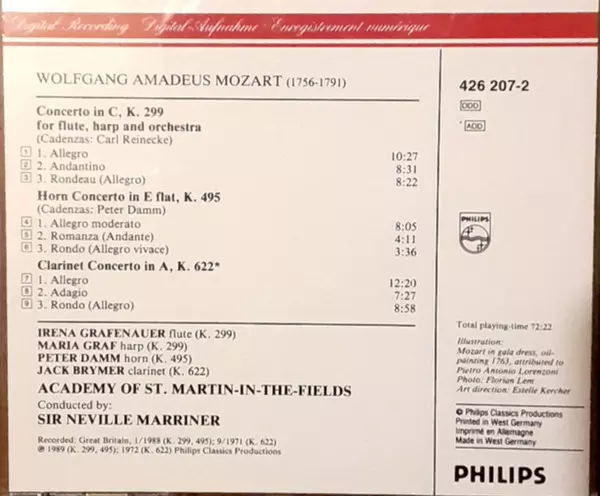 Digital Recording · Digital-Aufnahme · Enregistrement numérique
WOLFGANG AMADEUS MOZART (1756-1791)
Concerto in C, K. 299
for flute, harp and orchestra
(Cadenzas: Carl Reinecke)
1 1. Allegro 10:27
2 2. Andantino 8:31
3 3. Rondeau (Allegro) 8:22
Horn Concerto in E flat, K. 495
(Cadenzas: Peter Damm)
4 1. Allegro moderato 8:05
5 2. Romanza (Andante) 4:11
6 3. Rondo (Allegro vivace) 3:36
Clarinet Concerto in A, K. 622*
7 1. Allegro 12:20
8 2. Adagio 7:27
9 3. Rondo (Allegro) 8:58
IRENA GRAFENAUER flute (K. 299)
MARIA GRAF harp (K. 299)
PETER DAMM horn (K. 495)
JACK BRYMER clarinet (K. 622)
ACADEMY OF ST. MARTIN-IN-THE-FIELDS
Conducted by:
SIR NEVILLE MARRINER
Recorded: Great Britain, 1/1988 (K. 299, 495); 9/1971 (K. 622)
℗ 1989 (K. 299, 495); 1972 (K. 622) Philips Classics Productions
426 207-2
DDD
* ADD
PHILIPS
Total playing-time 72:22
Illustration:
Mozart in gala dress, oil-
painting 1763, attributed to
Pietro Antonio Lorenzoni
Photo: Florian Lem
Art direction: Estelle Kercher
© Philips Classics Productions
Printed in West Germany
Imprimé en Allemagne
Made in West Germany
PHILIPS